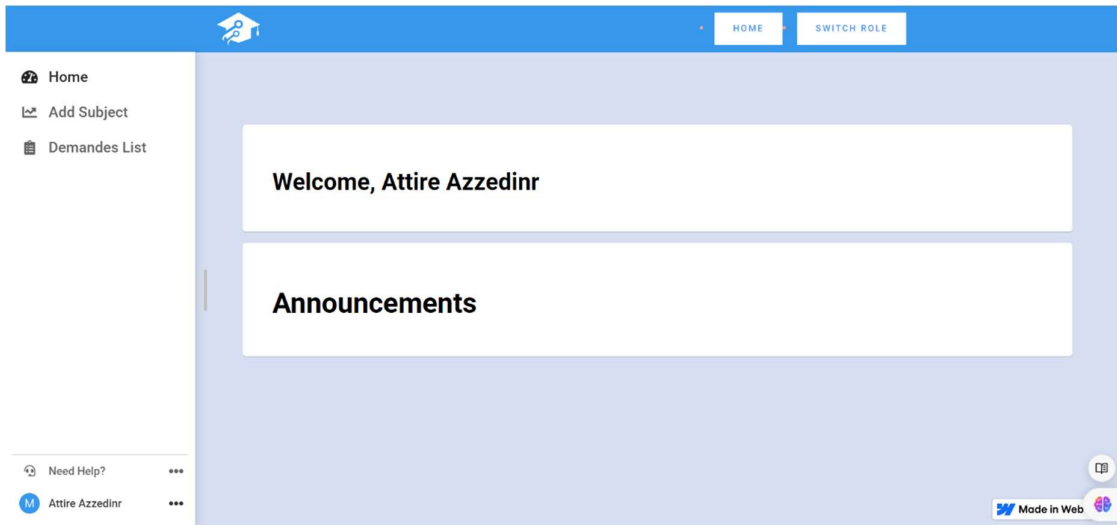 HOME
SWITCH ROLE
Home
Add Subject
Demandes List
Welcome, Attire Azzedinr
Announcements
Need Help?
M
Attire Azzedinr
Made in Web